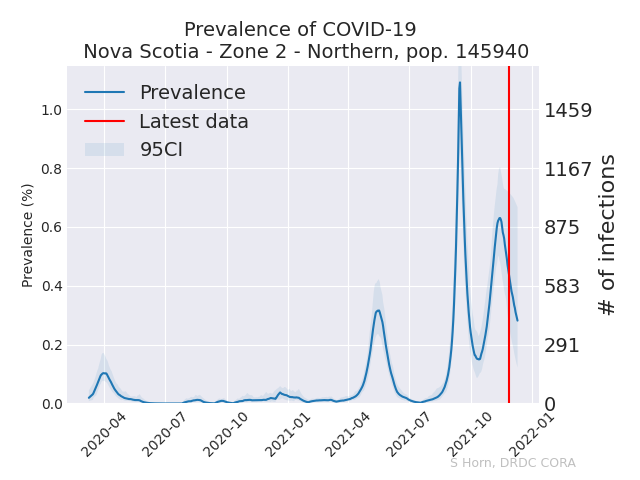 Prevalence of COVID-19
Nova Scotia - Zone 2 - Northern, pop. 145940
Prevalence
Latest data
95CI
Prevalence (%)
1.0
0.8
0.6
0.4
0.2
0.0
1459
1167
875
583
291
0
# of infections
2020-04
2020-07
2020-10
2021-01
2021-04
2021-07
2021-10
2022-01
S Horn, DRDC CORA